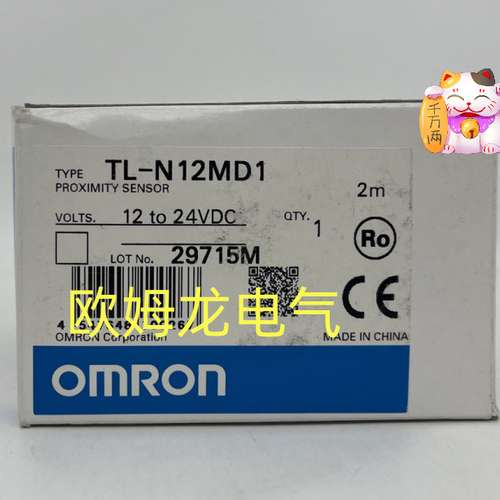 千万两
TYPE TL-N12MD1
PROXIMITY SENSOR
2m
VOLTS. 12 to 24VDC QTY. 1
Ro
LOT No. 29715M
欧姆龙电气
CE
OMRON Corporation
MADE IN CHINA
OMRON